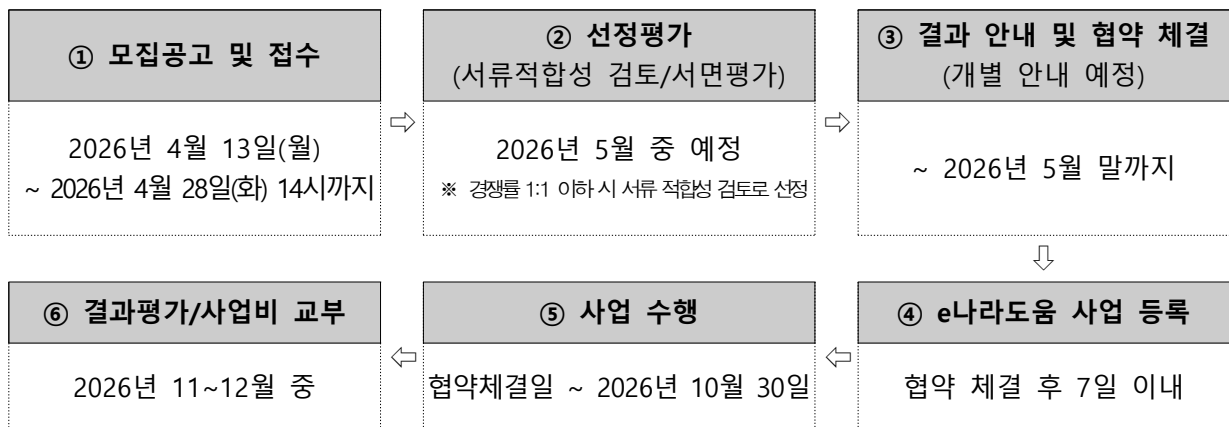 ① 모집공고 및 접수
2026년 4월 13일(월)
~ 2026년 4월 28일(화) 14시까지
② 선정평가
(서류적합성 검토/서면평가)
2026년 5월 중 예정
※ 경쟁률 1:1 이하 시 서류 적합성 검토로 선정
③ 결과 안내 및 협약 체결
(개별 안내 예정)
~ 2026년 5월 말까지
④ e나라도움 사업 등록
협약 체결 후 7일 이내
⑤ 사업 수행
협약체결일 ~ 2026년 10월 30일
⑥ 결과평가/사업비 교부
2026년 11~12월 중